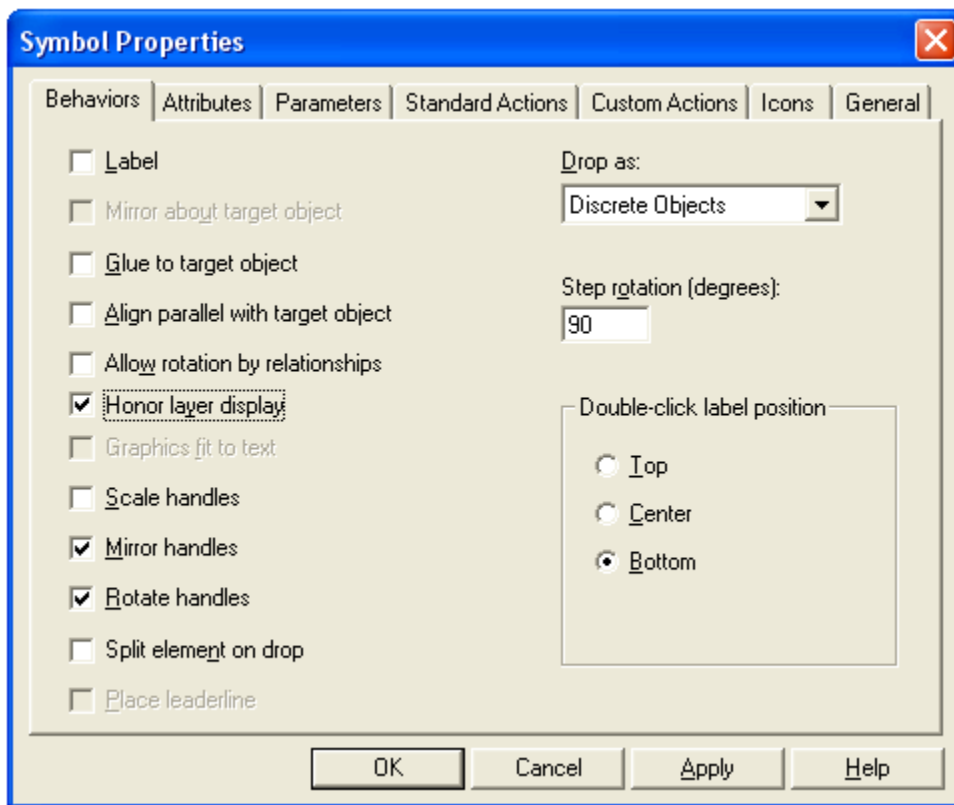 Symbol Properties
Behaviors Attributes Parameters Standard Actions Custom Actions Icons General
Label
Mirror about target object
Glue to target object
Align parallel with target object
Allow rotation by relationships
Honor layer display
Graphics fit to text
Scale handles
Mirror handles
Rotate handles
Split element on drop
Place leaderline
Drop as:
Discrete Objects
Step rotation (degrees):
90
Double-click label position
Top
Center
Bottom
OK Cancel Apply Help